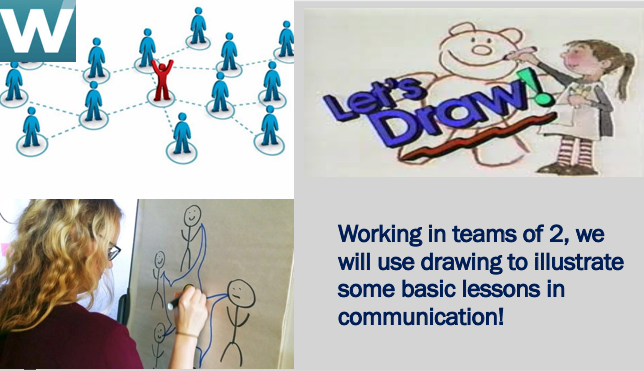 W
Let's
Draw!
Working in teams of 2, we
will use drawing to illustrate
some basic lessons in
communication!